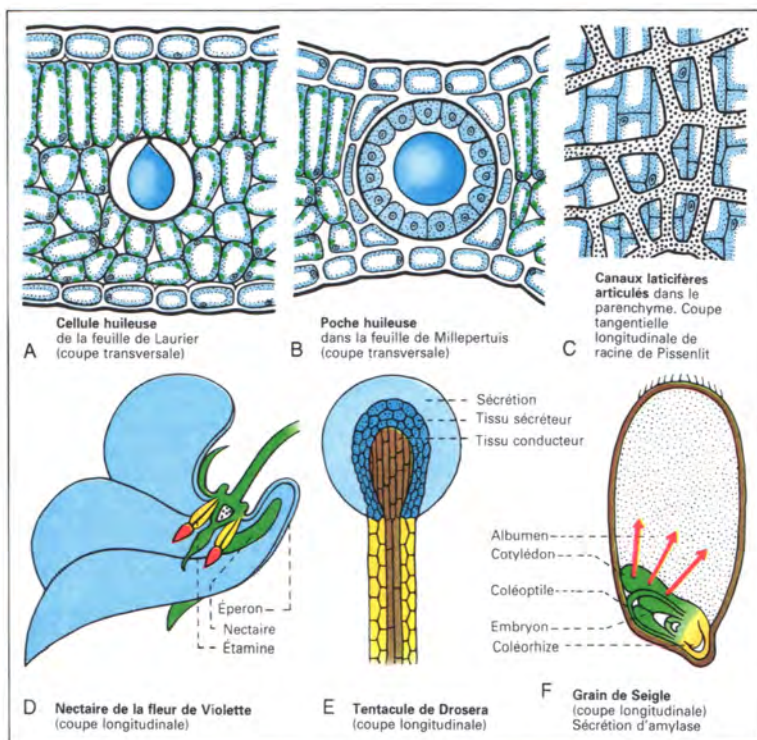 A
Cellule huileuse
de la feuille de Laurier
(coupe transversale)
B
Poche huileuse
dans la feuille de Millepertuis
(coupe transversale)
C
Canaux laticifères
articulés dans le
parenchyme. Coupe
tangentielle
longitudinale de
racine de Pissenlit
Éperon
Nectaire
Étamine
D
Nectaire de la fleur de Violette
(coupe longitudinale)
Sécrétion
Tissu sécréteur
Tissu conducteur
E
Tentacule de Drosera
(coupe longitudinale)
Albumen
Cotylédon
Coléoptile
Embryon
Coléorhize
F
Grain de Seigle
(coupe longitudinale)
Sécrétion d'amylase